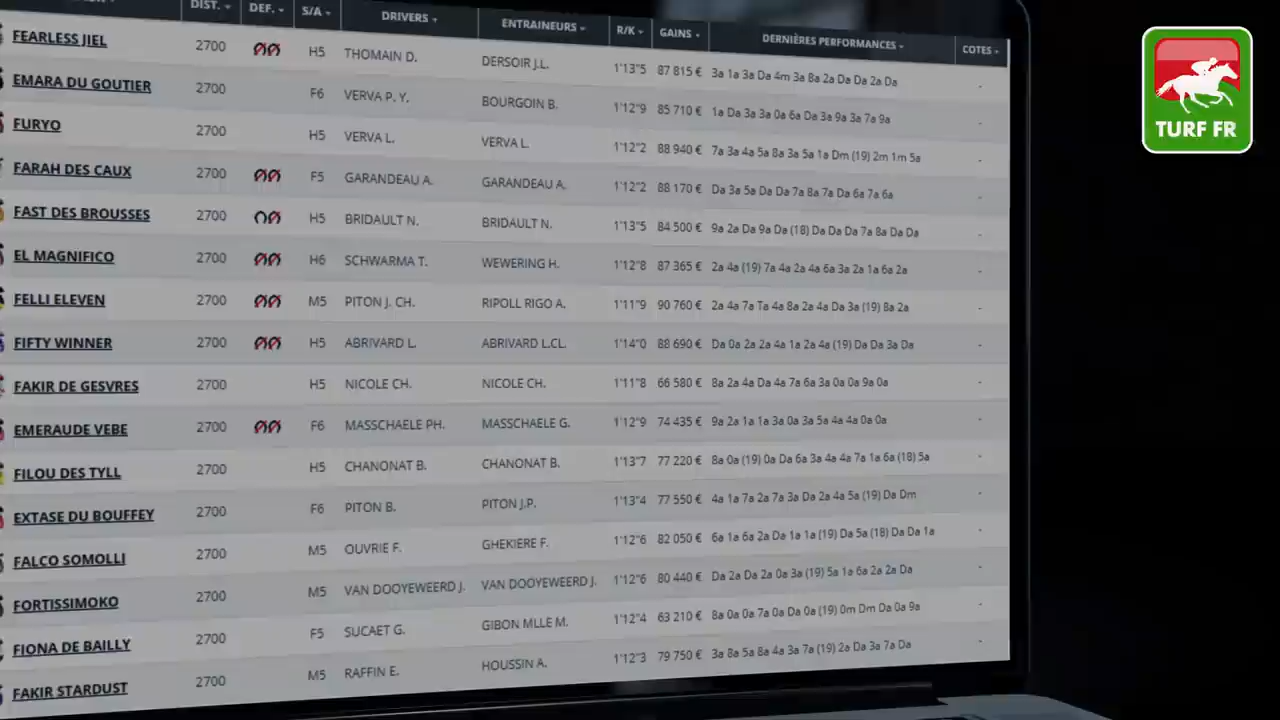 DIST. DEF. S/A DRIVERS ENTRAINEURS R/K GAINS DERNIÈRES PERFORMANCES COTES
FEARLESS JIEL 2700 H5 THOMAIN D. DERSOIR J.L. 1'13"5 87 815 € 3a 1a 3a Da 4m 3a 8a 2a Da Da 2a Da -
EMARA DU GOUTIER 2700 F6 VERVA P. Y. BOURGOIN B. 1'12"9 85 710 € 1a Da 3a 3a 0a 6a Da 3a 9a 3a 7a 9a -
FURYO 2700 H5 VERVA L. VERVA L. 1'12"2 88 940 € 7a 3a 4a 5a 8a 3a 5a 1a Dm (19) 2m 1m 5a -
FARAH DES CAUX 2700 F5 GARANDEAU A. GARANDEAU A. 1'12"2 88 170 € Da 3a 5a Da Da 7a 8a 7a Da 6a 7a 6a -
FAST DES BROUSSES 2700 H5 BRIDAULT N. BRIDAULT N. 1'13"5 84 500 € 9a 2a Da 9a Da (18) Da Da Da 7a 8a Da Da -
EL MAGNIFICO 2700 H6 SCHWARMA T. WEWERING H. 1'12"8 87 365 € 2a 4a (19) 7a 4a 2a 4a 6a 3a 2a 1a 6a 2a -
FELLI ELEVEN 2700 M5 PITON J. CH. RIPOLL RIGO A. 1'11"9 90 760 € 2a 4a 7a Ta 4a 8a 2a 4a Da 3a (19) 8a 2a -
FIFTY WINNER 2700 H5 ABRIVARD L. ABRIVARD L.CL. 1'14"0 88 690 € Da 0a 2a 2a 4a 1a 2a 4a (19) Da Da 3a Da -
FAKIR DE GESVRES 2700 H5 NICOLE CH. NICOLE CH. 1'11"8 66 580 € 8a 2a 4a Da 4a 7a 6a 3a 0a 0a 9a 0a -
EMERAUDE VEBE 2700 F6 MASSCHAELE PH. MASSCHAELE G. 1'12"9 74 435 € 9a 2a 1a 1a 3a 0a 3a 5a 4a 4a 0a 0a -
FILOU DES TYLL 2700 H5 CHANONAT B. CHANONAT B. 1'13"7 77 220 € 8a 0a (19) 0a Da 6a 3a 4a 4a 7a 1a 6a (18) 5a -
EXTASE DU BOUFFEY 2700 F6 PITON B. PITON J.P. 1'13"4 77 550 € 4a 1a 7a 2a 7a 3a Da 2a 4a 5a (19) Da Dm -
FALCO SOMOLLI 2700 M5 OUVRIE F. GHEKIERE F. 1'12"6 82 050 € 6a 1a 6a 2a Da 1a 1a (19) Da 5a (18) Da Da 1a -
FORTISSIMOKO 2700 M5 VAN DOOYEWEERD J. VAN DOOYEWEERD J. 1'12"6 80 440 € Da 2a Da 2a 0a 3a (19) 5a 1a 6a 2a 2a Da -
FIONA DE BAILLY 2700 F5 SUCAET G. GIBON MLLE M. 1'12"4 63 210 € 8a 0a 0a 7a 0a Da 0a (19) 0m Dm Da 0a 9a -
FAKIR STARDUST 2700 M5 RAFFIN E. HOUSSIN A. 1'12"3 79 750 € 3a 8a 5a 8a 4a 3a 7a (19) 2a Da 3a 7a Da -
TURF FR